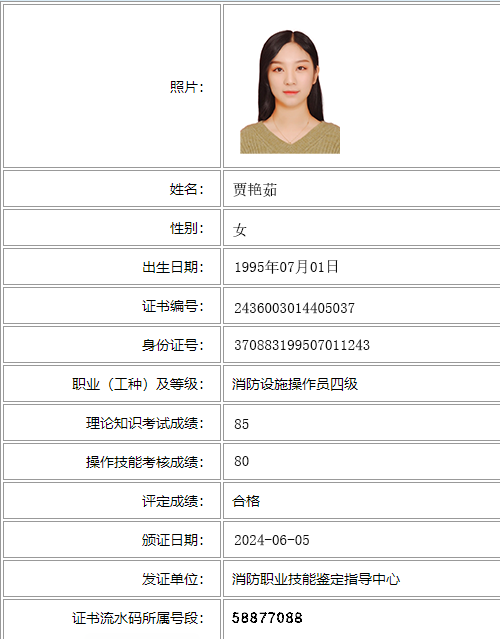 照片：
姓名： 贾艳茹
性别： 女
出生日期： 1995年07月01日
证书编号： 2436003014405037
身份证号： 370883199507011243
职业（工种）及等级： 消防设施操作员四级
理论知识考试成绩： 85
操作技能考核成绩： 80
评定成绩： 合格
颁证日期： 2024-06-05
发证单位： 消防职业技能鉴定指导中心
证书流水码所属号段： 58877088